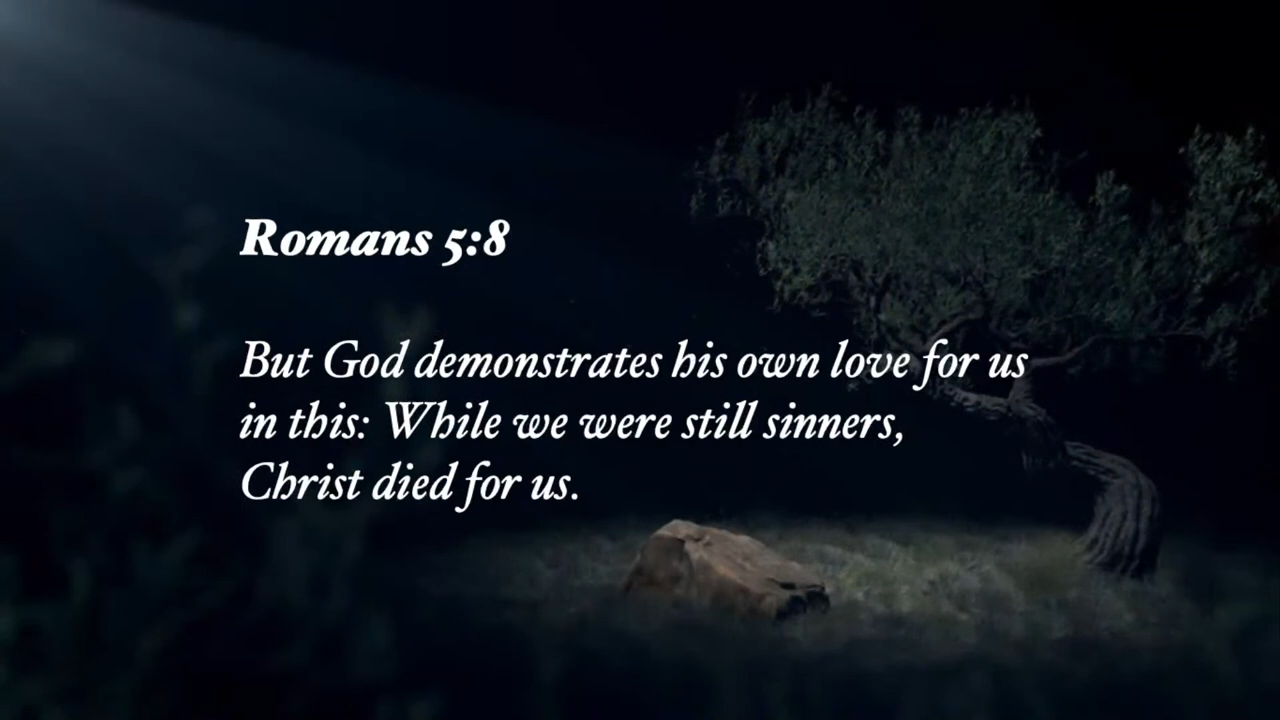 Romans 5:8
But God demonstrates his own love for us
in this: While we were still sinners,
Christ died for us.